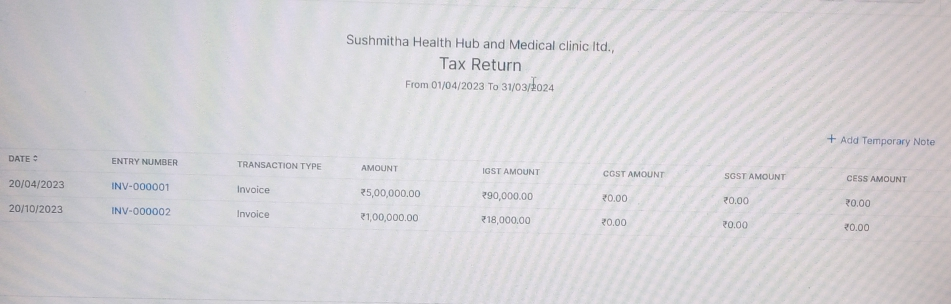 Sushmitha Health Hub and Medical clinic ltd.,
Tax Return
From 01/04/2023 To 31/03/2024
+ Add Temporary Note
DATE ENTRY NUMBER TRANSACTION TYPE AMOUNT IGST AMOUNT CGST AMOUNT SGST AMOUNT CESS AMOUNT
20/04/2023 INV-000001 Invoice ₹5,00,000.00 ₹90,000.00 ₹0.00 ₹0.00 ₹0.00
20/10/2023 INV-000002 Invoice ₹1,00,000.00 ₹18,000.00 ₹0.00 ₹0.00 ₹0.00